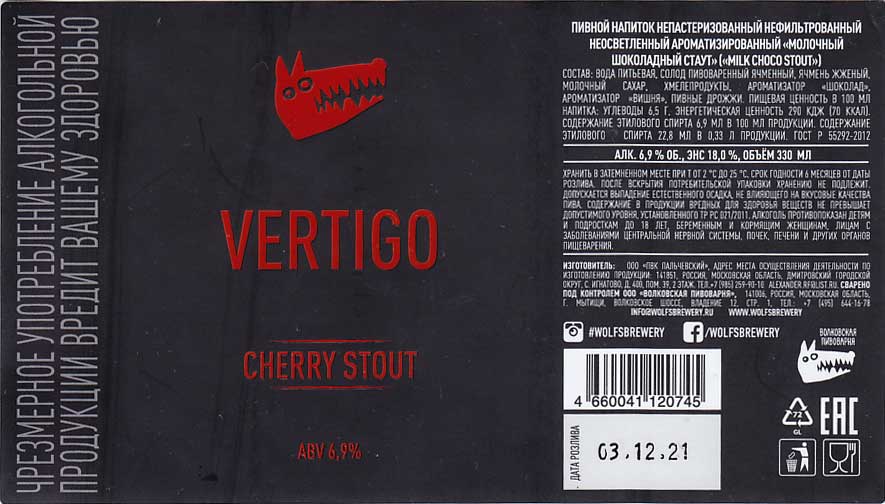 ЧРЕЗМЕРНОЕ УПОТРЕБЛЕНИЕ АЛКОГОЛЬНОЙ
ПРОДУКЦИИ ВРЕДИТ ВАШЕМУ ЗДОРОВЬЮ
VERTIGO
CHERRY STOUT
ABV 6,9%
ПИВНОЙ НАПИТОК НЕПАСТЕРИЗОВАННЫЙ НЕФИЛЬТРОВАННЫЙ
НЕОСВЕТЛЕННЫЙ АРОМАТИЗИРОВАННЫЙ «МОЛОЧНЫЙ
ШОКОЛАДНЫЙ СТАУТ» («MILK CHOCO STOUT»)
СОСТАВ: ВОДА ПИТЬЕВАЯ, СОЛОД ПИВОВАРЕННЫЙ ЯЧМЕННЫЙ, ЯЧМЕНЬ ЖЖЕНЫЙ,
МОЛОЧНЫЙ САХАР, ХМЕЛЕПРОДУКТЫ, АРОМАТИЗАТОР «ШОКОЛАД»,
АРОМАТИЗАТОР «ВИШНЯ», ПИВНЫЕ ДРОЖЖИ. ПИЩЕВАЯ ЦЕННОСТЬ В 100 МЛ
НАПИТКА: УГЛЕВОДЫ 6,5 Г, ЭНЕРГЕТИЧЕСКАЯ ЦЕННОСТЬ 290 КДЖ (70 ККАЛ).
СОДЕРЖАНИЕ ЭТИЛОВОГО СПИРТА 6,9 МЛ В 100 МЛ ПРОДУКЦИИ. СОДЕРЖАНИЕ
ЭТИЛОВОГО СПИРТА 22,8 МЛ В 0,33 Л ПРОДУКЦИИ. ГОСТ Р 55292-2012
АЛК. 6,9 % ОБ., ЭНС 18,0 %, ОБЪЁМ 330 МЛ
ХРАНИТЬ В ЗАТЕМНЕННОМ МЕСТЕ ПРИ Т ОТ 2 °С ДО 25 °С. СРОК ГОДНОСТИ 6 МЕСЯЦЕВ ОТ ДАТЫ
РОЗЛИВА. ПОСЛЕ ВСКРЫТИЯ ПОТРЕБИТЕЛЬСКОЙ УПАКОВКИ ХРАНЕНИЮ НЕ ПОДЛЕЖИТ.
ДОПУСКАЕТСЯ ВЫПАДЕНИЕ ЕСТЕСТВЕННОГО ОСАДКА, НЕ ВЛИЯЮЩЕГО НА ВКУСОВЫЕ КАЧЕСТВА
ПИВА. СОДЕРЖАНИЕ В ПРОДУКЦИИ ВРЕДНЫХ ДЛЯ ЗДОРОВЬЯ ВЕЩЕСТВ НЕ ПРЕВЫШАЕТ
ДОПУСТИМОГО УРОВНЯ, УСТАНОВЛЕННОГО ТР РС 021/2011. АЛКОГОЛЬ ПРОТИВОПОКАЗАН ДЕТЯМ
И ПОДРОСТКАМ ДО 18 ЛЕТ, БЕРЕМЕННЫМ И КОРМЯЩИМ ЖЕНЩИНАМ, ЛИЦАМ С
ЗАБОЛЕВАНИЯМИ ЦЕНТРАЛЬНОЙ НЕРВНОЙ СИСТЕМЫ, ПОЧЕК, ПЕЧЕНИ И ДРУГИХ ОРГАНОВ
ПИЩЕВАРЕНИЯ.
ИЗГОТОВИТЕЛЬ: ООО «ПВК ПАЛЬЧЕВСКИЙ», АДРЕС МЕСТА ОСУЩЕСТВЛЕНИЯ ДЕЯТЕЛЬНОСТИ ПО
ИЗГОТОВЛЕНИЮ ПРОДУКЦИИ: 141851, РОССИЯ, МОСКОВСКАЯ ОБЛАСТЬ, ДМИТРОВСКИЙ ГОРОДСКОЙ
ОКРУГ, С. ИГНАТОВО, Д. 400, ПОМ. 39, 2 ЭТАЖ. ТЕЛ.+7 (985) 259-90-10 ALEXANDER.RF@LIST.RU. СВАРЕНО
ПОД КОНТРОЛЕМ ООО «ВОЛКОВСКАЯ ПИВОВАРНЯ», 141006, РОССИЯ, МОСКОВСКАЯ ОБЛАСТЬ,
Г. МЫТИЩИ, ВОЛКОВСКОЕ ШОССЕ, ВЛАДЕНИЕ 12, СТР. 1, ТЕЛ.: +7 (495) 644-16-78
INFO@WOLFSBREWERY.RU WWW.WOLFSBREWERY.RU
#WOLFSBREWERY /WOLFSBREWERY
ВОЛКОВСКАЯ
ПИВОВАРНЯ
4 660041 120745
72
GL
EAC
ДАТА РОЗЛИВА
03.12.21